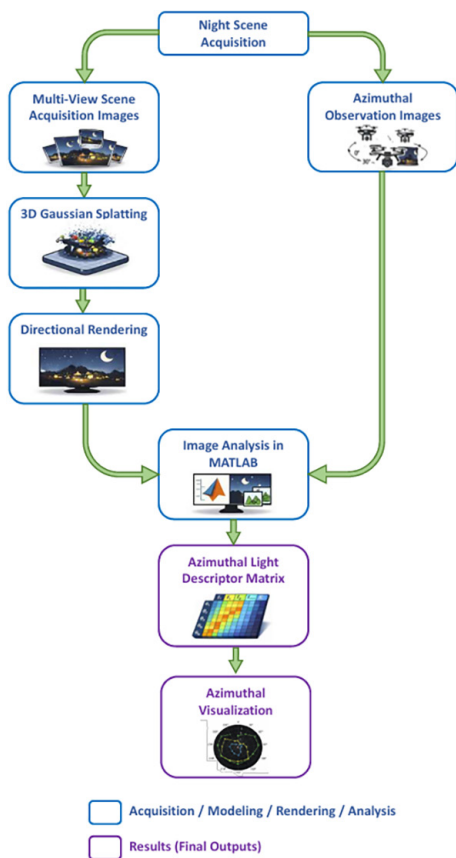 Night Scene
Acquisition
Multi-View Scene
Acquisition Images
Azimuthal
Observation Images
3D Gaussian Splatting
Directional Rendering
Image Analysis in
MATLAB
Azimuthal Light
Descriptor Matrix
Azimuthal
Visualization
Acquisition / Modeling / Rendering / Analysis
Results (Final Outputs)